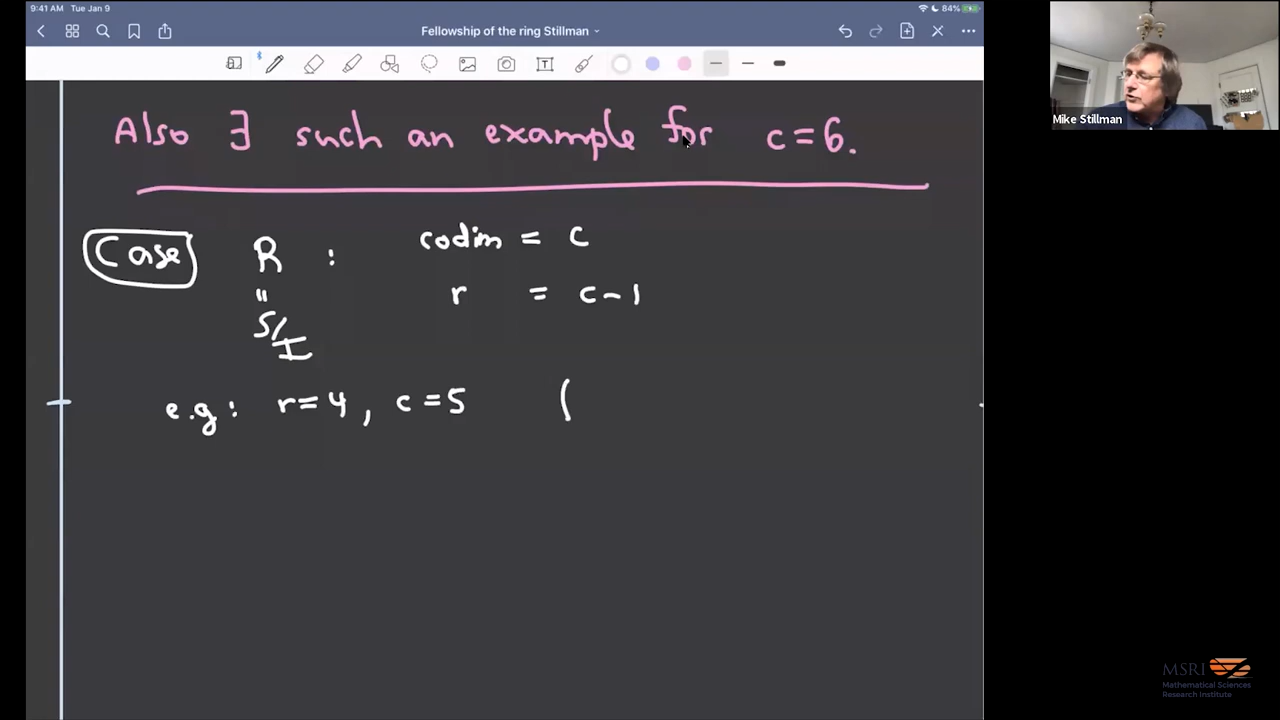 9:41 AM Tue Jan 9
84%
Fellowship of the ring Stillman
Mike Stillman
Also ∃ such an example for c=6.
Case R : codim = c
" r = c-1
S/I
e.g: r=4, c=5 (
MSRI
Mathematical Sciences
Research Institute